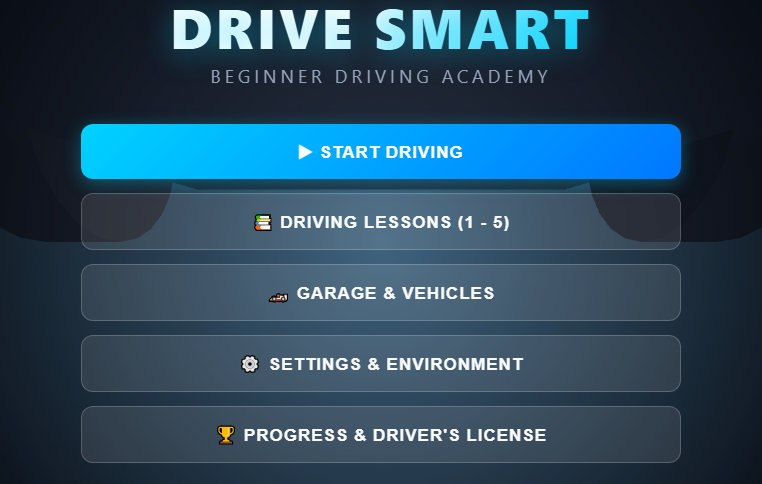 DRIVE SMART
BEGINNER DRIVING ACADEMY
▶ START DRIVING
📚 DRIVING LESSONS (1 - 5)
🏎️ GARAGE & VEHICLES
⚙️ SETTINGS & ENVIRONMENT
🏆 PROGRESS & DRIVER'S LICENSE